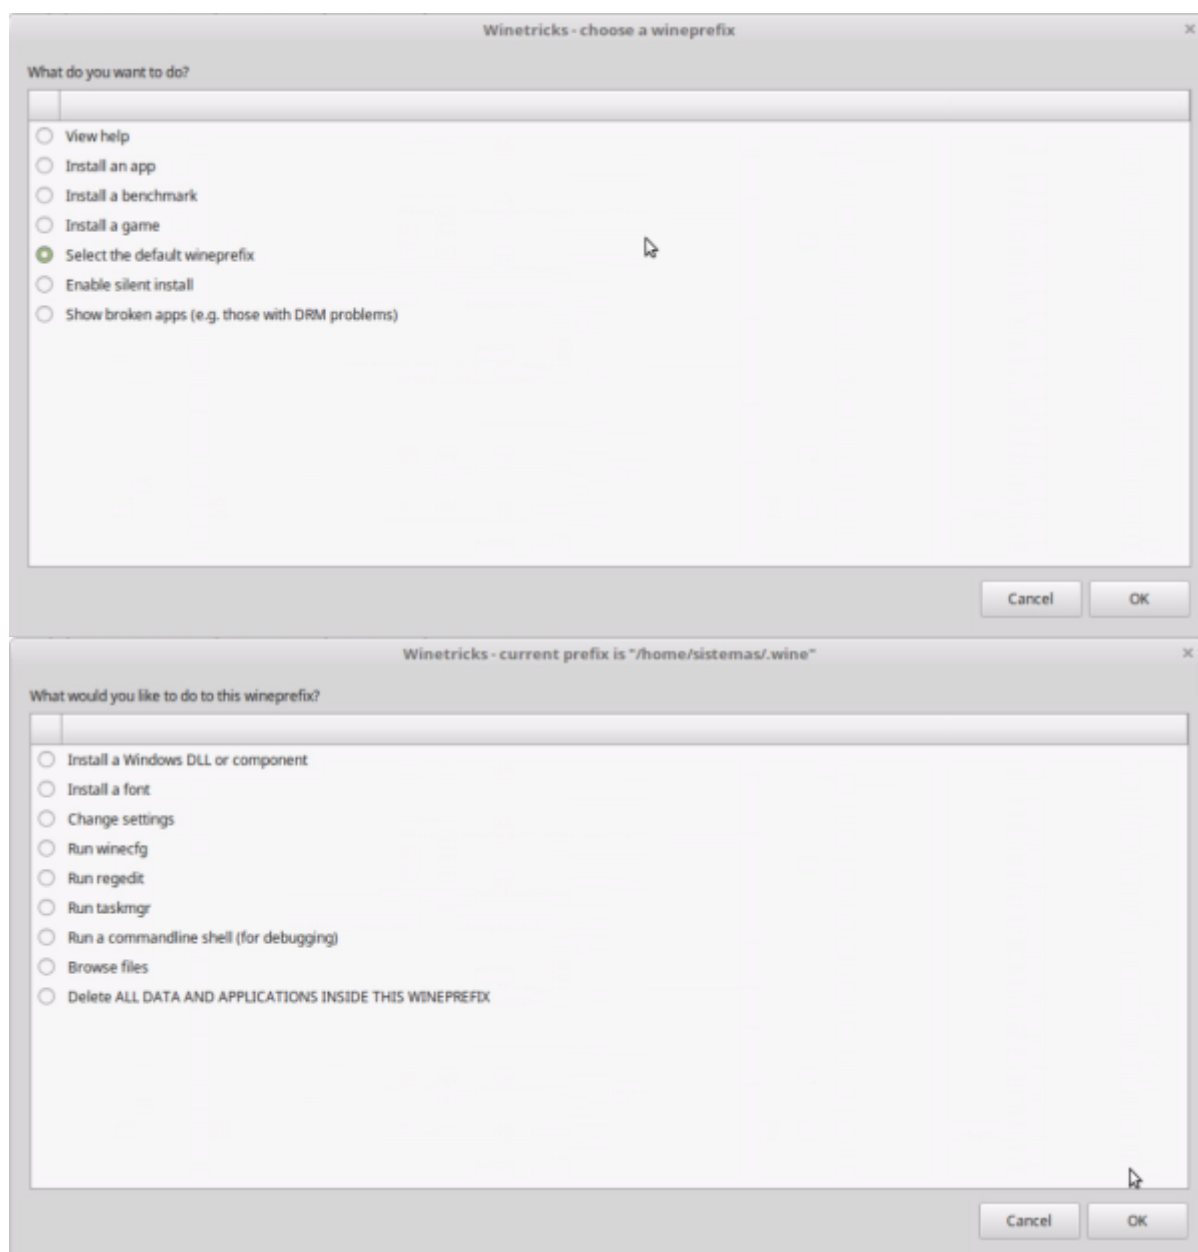 Winetricks - choose a wineprefix
What do you want to do?
View help
Install an app
Install a benchmark
Install a game
Select the default wineprefix
Enable silent install
Show broken apps (e.g. those with DRM problems)
Cancel OK
Winetricks - current prefix is "/home/sistemas/.wine"
What would you like to do to this wineprefix?
Install a Windows DLL or component
Install a font
Change settings
Run winecfg
Run regedit
Run taskmgr
Run a commandline shell (for debugging)
Browse files
Delete ALL DATA AND APPLICATIONS INSIDE THIS WINEPREFIX
Cancel OK